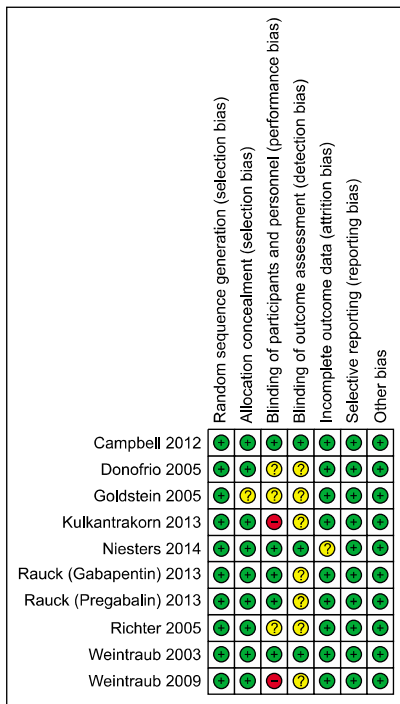 Random sequence generation (selection bias)
Allocation concealment (selection bias)
Blinding of participants and personnel (performance bias)
Blinding of outcome assessment (detection bias)
Incomplete outcome data (attrition bias)
Selective reporting (reporting bias)
Other bias
Campbell 2012 + + + + + + +
Donofrio 2005 + + ? ? + + +
Goldstein 2005 + ? ? ? + + +
Kulkantrakorn 2013 + + − ? + + +
Niesters 2014 + + + + ? + +
Rauck (Gabapentin) 2013 + + + ? + + +
Rauck (Pregabalin) 2013 + + + ? + + +
Richter 2005 + + ? ? + + +
Weintraub 2003 + + + + + + +
Weintraub 2009 + + − ? + + +